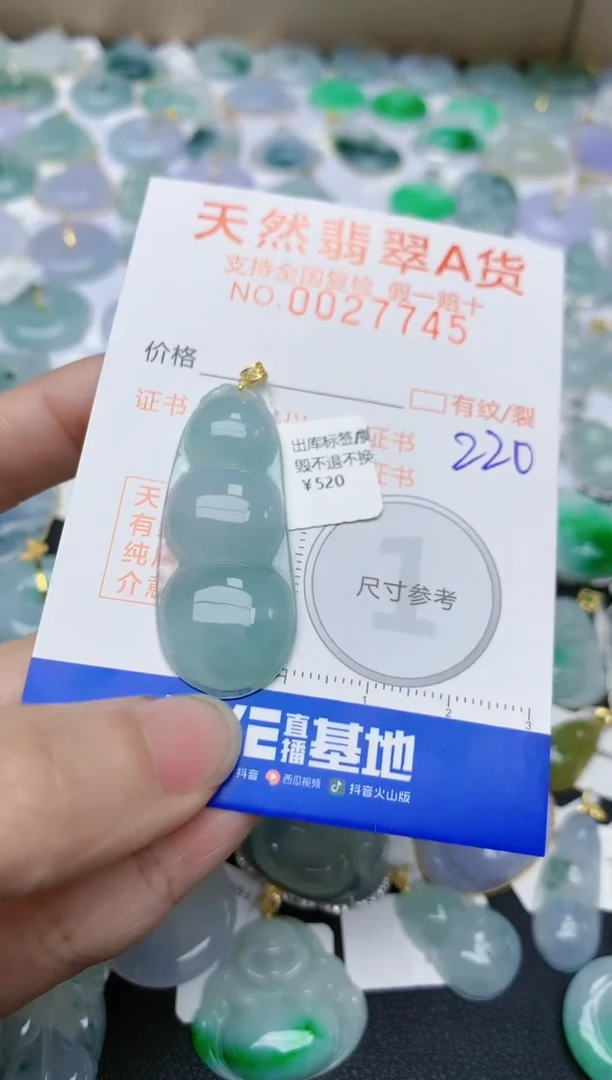 天然翡翠A货
支持全国复检 假一赔十
NO.0027745
价格
有纹/裂
证书
证书
220
证书
出库标签
毁不退不换
¥520
天
有
纯
介
1
尺寸参考
1
2
3
直播
基地
抖音
西瓜视频
抖音火山版